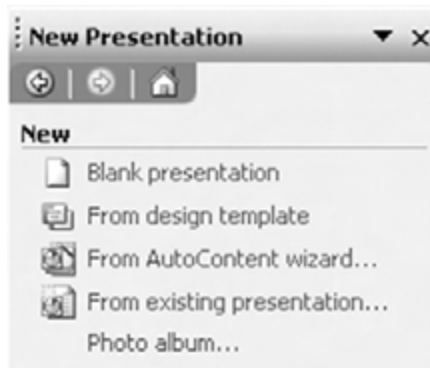 New Presentation
New
Blank presentation
From design template
From AutoContent wizard...
From existing presentation...
Photo album...